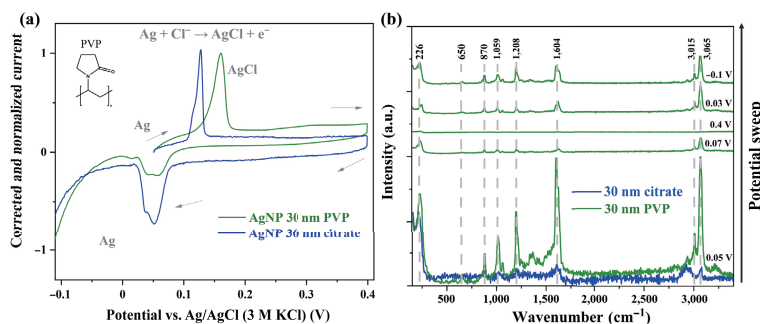 (a)
Ag + Cl⁻ → AgCl + e⁻
PVP
N
O
n
AgCl
Ag
Ag
AgNP 30 nm PVP
AgNP 30 nm citrate
Corrected and normalized current
1
0
−1
−0.1
0
0.1
0.2
0.3
0.4
Potential vs. Ag/AgCl (3 M KCl) (V)
(b)
226
650
870
1,059
1,208
1,604
3,015
3,065
−0.1 V
0.03 V
0.4 V
0.07 V
0.05 V
30 nm citrate
30 nm PVP
Intensity (a.u.)
500
1,000
1,500
2,000
2,500
3,000
Wavenumber (cm⁻¹)
Potential sweep